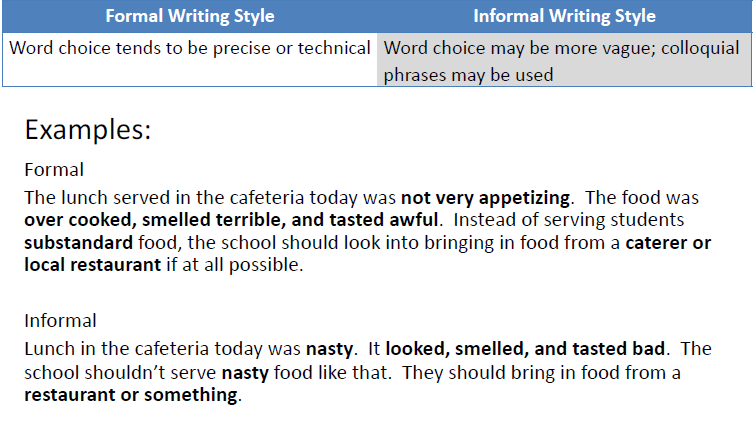 Formal Writing Style
Informal Writing Style
Word choice tends to be precise or technical
Word choice may be more vague; colloquial
phrases may be used
Examples:
Formal
The lunch served in the cafeteria today was not very appetizing. The food was
over cooked, smelled terrible, and tasted awful. Instead of serving students
substandard food, the school should look into bringing in food from a caterer or
local restaurant if at all possible.
Informal
Lunch in the cafeteria today was nasty. It looked, smelled, and tasted bad. The
school shouldn’t serve nasty food like that. They should bring in food from a
restaurant or something.